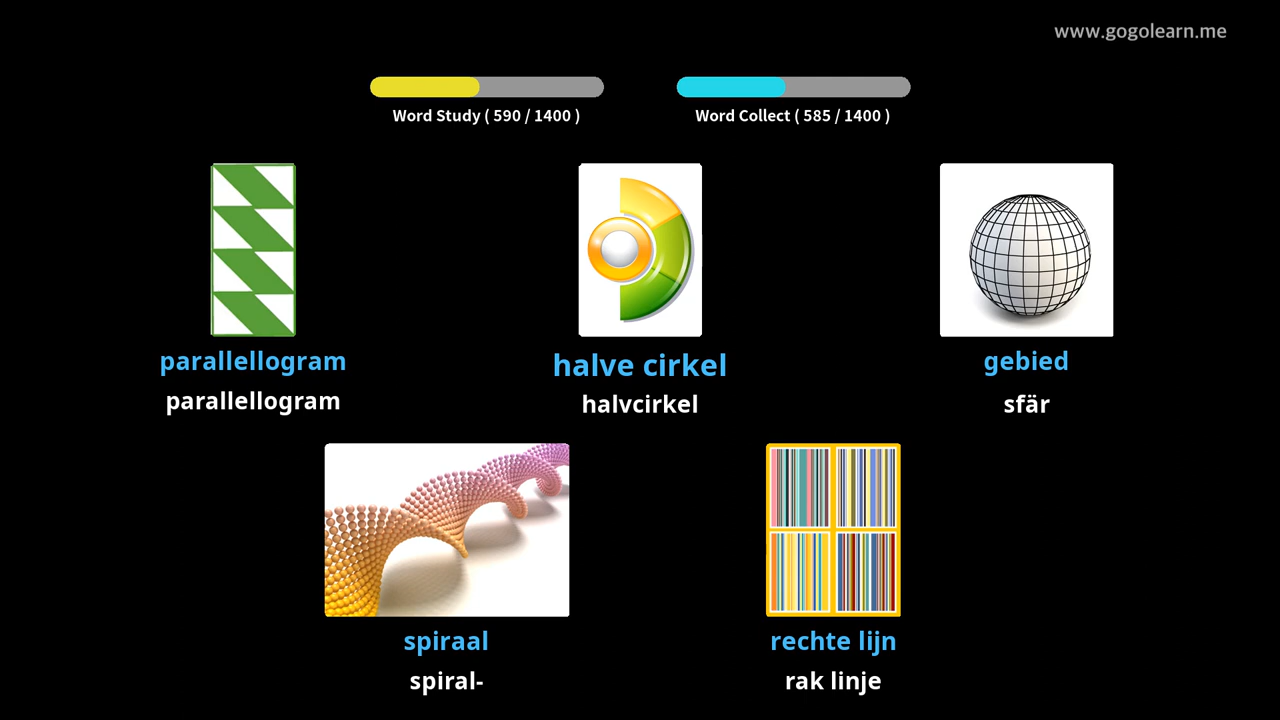 www.gogolearn.me
Word Study ( 590 / 1400 )
Word Collect ( 585 / 1400 )
parallellogram
parallellogram
halve cirkel
halvcirkel
gebied
sfär
spiraal
spiral-
rechte lijn
rak linje